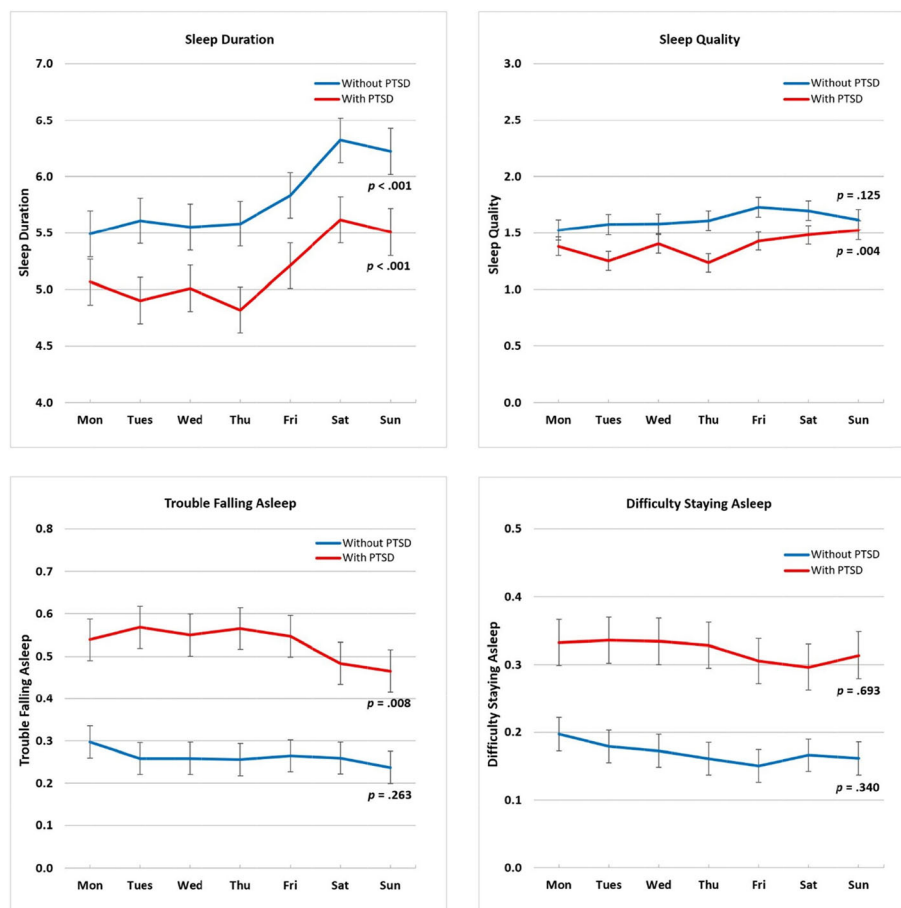 Sleep Duration
7.0
Without PTSD
With PTSD
6.5
6.0
p < .001
5.5
p < .001
5.0
4.5
4.0
Sleep Duration
Mon Tues Wed Thu Fri Sat Sun
Sleep Quality
3.0
Without PTSD
With PTSD
2.5
2.0
p = .125
1.5
p = .004
1.0
0.5
0.0
Sleep Quality
Mon Tues Wed Thu Fri Sat Sun
Trouble Falling Asleep
0.8
Without PTSD
With PTSD
0.7
0.6
0.5
0.4
p = .008
0.3
0.2
p = .263
0.1
0.0
Trouble Falling Asleep
Mon Tues Wed Thu Fri Sat Sun
Difficulty Staying Asleep
0.5
Without PTSD
With PTSD
0.4
0.3
p = .693
0.2
p = .340
0.1
0.0
Difficulty Staying Asleep
Mon Tues Wed Thu Fri Sat Sun